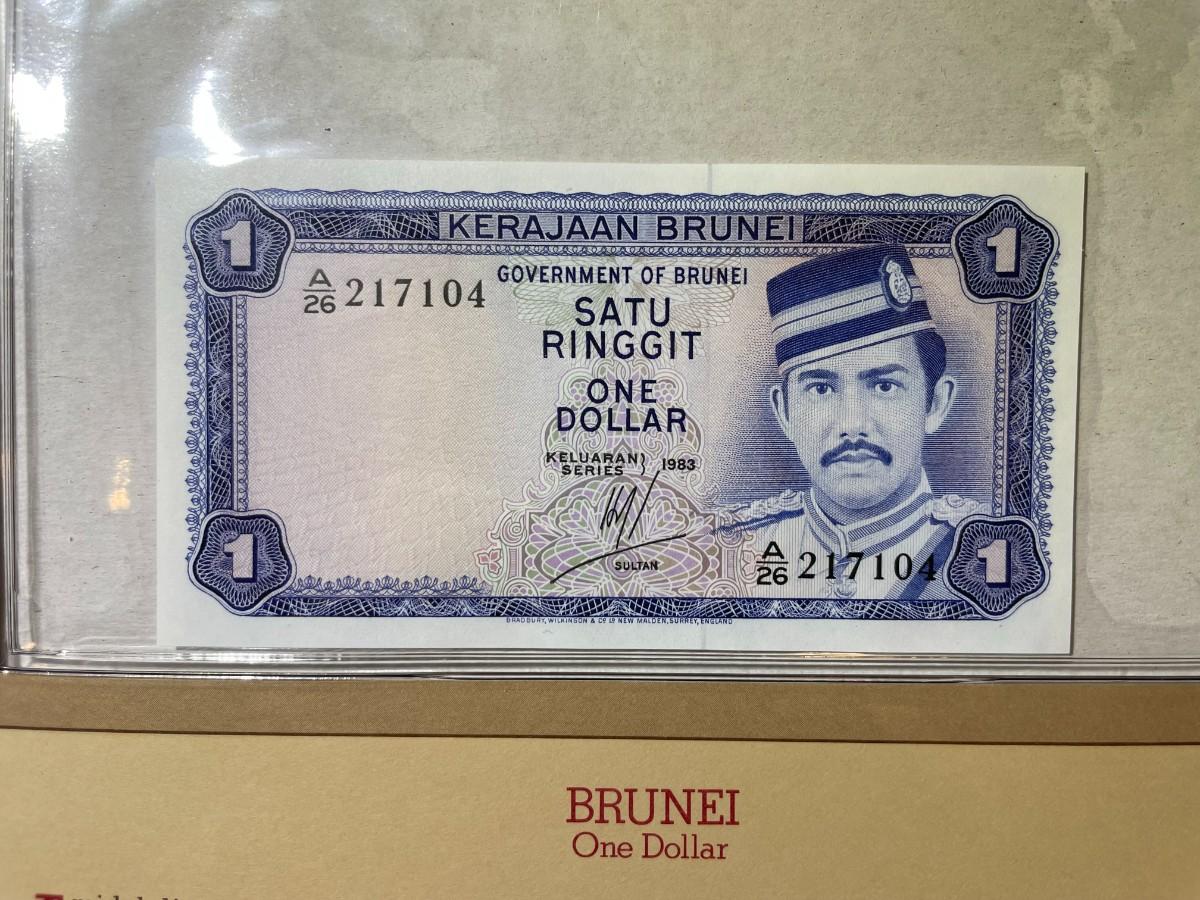 1 KERAJAAN BRUNEI 1
GOVERNMENT OF BRUNEI
A/26 217104
SATU
RINGGIT
ONE
DOLLAR
KELUARAN) 1983
SERIES
SULTAN
A/26 217104
1 1
BRADBURY, WILKINSON & Cº Lº NEW MALDEN, SURREY, ENGLAND
BRUNEI
One Dollar